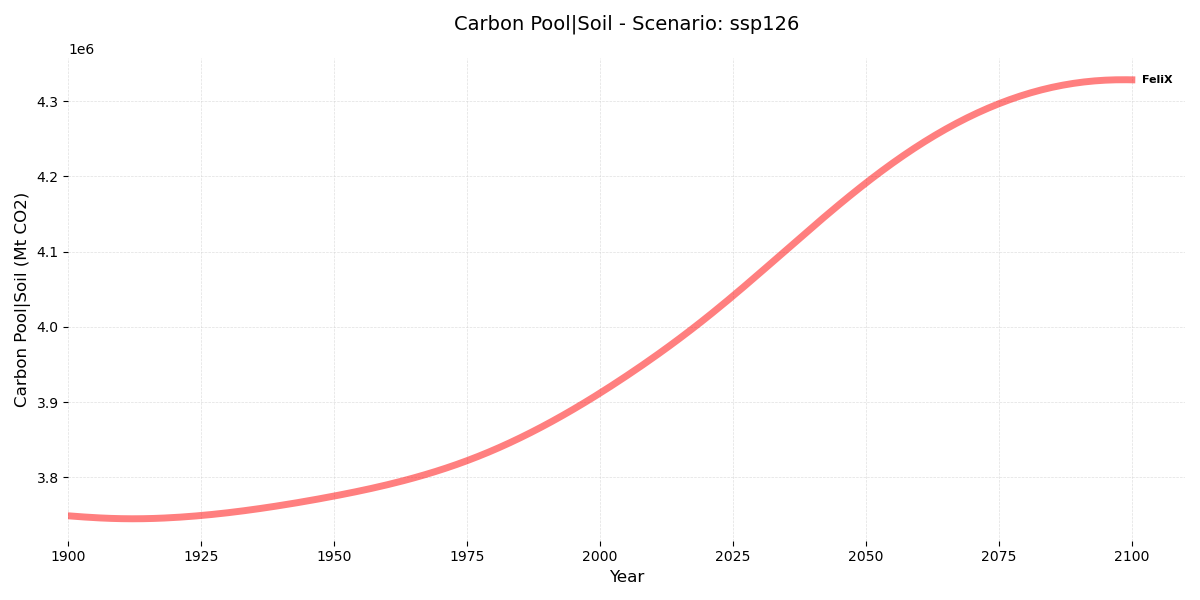 Carbon Pool|Soil - Scenario: ssp126
1e6
4.3
4.2
4.1
4.0
3.9
3.8
Carbon Pool|Soil (Mt CO2)
FeliX
1900 1925 1950 1975 2000 2025 2050 2075 2100
Year